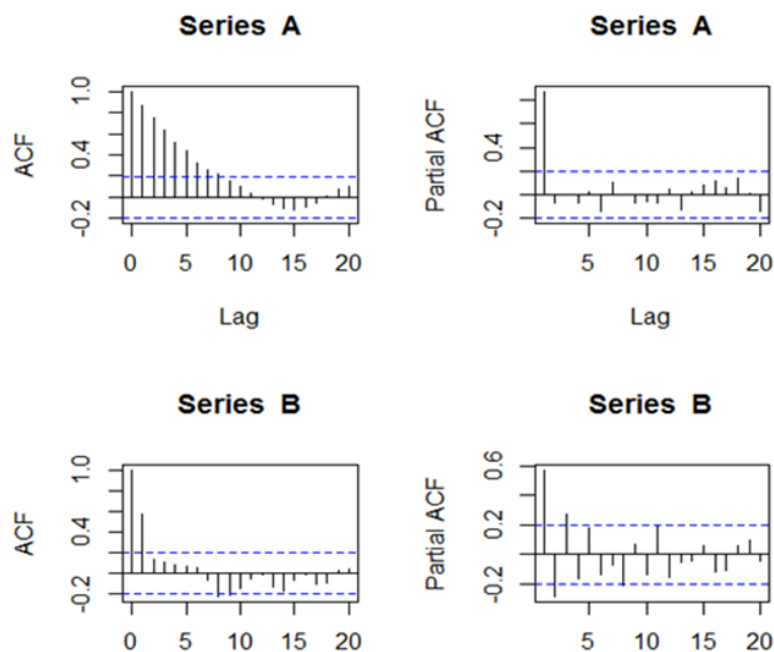 Series A
Series A
ACF
-0.2 0.4 1.0
0 5 10 15 20
Lag
Partial ACF
-0.2 0.4
5 10 15 20
Lag
Series B
Series B
ACF
-0.2 0.4 1.0
0 5 10 15 20
Partial ACF
-0.2 0.2 0.6
5 10 15 20